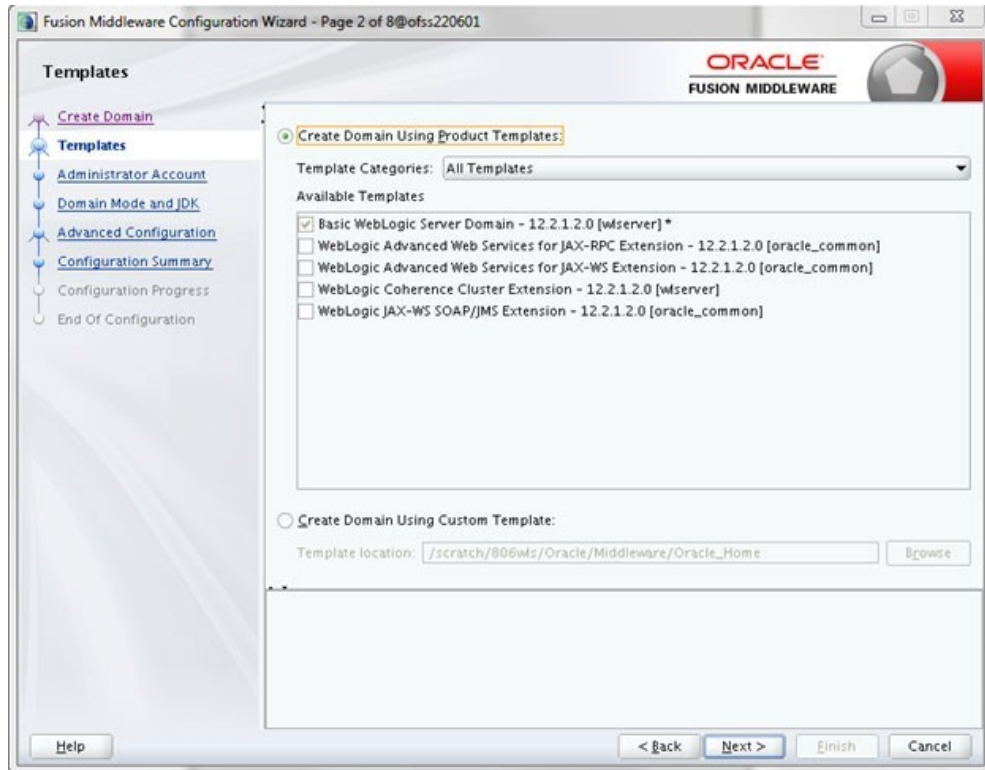 Fusion Middleware Configuration Wizard - Page 2 of 8@ofss220601
Templates
ORACLE
FUSION MIDDLEWARE
Create Domain
Templates
Administrator Account
Domain Mode and JDK
Advanced Configuration
Configuration Summary
Configuration Progress
End Of Configuration
Create Domain Using Product Templates:
Template Categories: All Templates
Available Templates
Basic WebLogic Server Domain - 12.2.1.2.0 [wlserver] *
WebLogic Advanced Web Services for JAX-RPC Extension - 12.2.1.2.0 [oracle_common]
WebLogic Advanced Web Services for JAX-WS Extension - 12.2.1.2.0 [oracle_common]
WebLogic Coherence Cluster Extension - 12.2.1.2.0 [wlserver]
WebLogic JAX-WS SOAP/JMS Extension - 12.2.1.2.0 [oracle_common]
Create Domain Using Custom Template:
Template location: /scratch/806wls/Oracle/Middleware/Oracle_Home
Browse
Help
< Back
Next >
Finish
Cancel